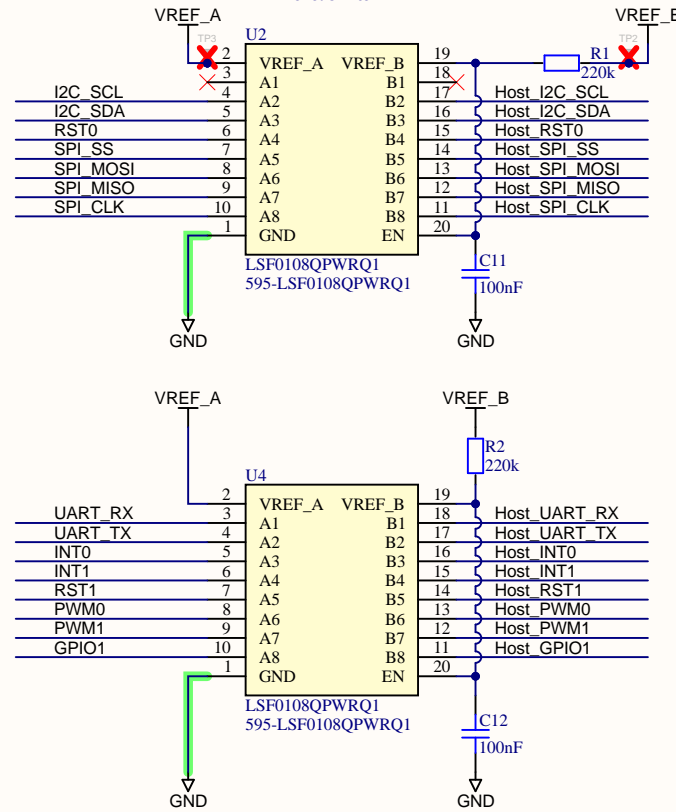 VREF_A
VREF_B
TP3
TP2
U2
R1
220k
2 VREF_A VREF_B 19
3 A1 B1 18
I2C_SCL 4 A2 B2 17 Host_I2C_SCL
I2C_SDA 5 A3 B3 16 Host_I2C_SDA
RST0 6 A4 B4 15 Host_RST0
SPI_SS 7 A5 B5 14 Host_SPI_SS
SPI_MOSI 8 A6 B6 13 Host_SPI_MOSI
SPI_MISO 9 A7 B7 12 Host_SPI_MISO
SPI_CLK 10 A8 B8 11 Host_SPI_CLK
1 GND EN 20
LSF0108QPWRQ1
595-LSF0108QPWRQ1
C11
100nF
GND
GND
VREF_A
VREF_B
R2
220k
U4
2 VREF_A VREF_B 19
UART_RX 3 A1 B1 18 Host_UART_RX
UART_TX 4 A2 B2 17 Host_UART_TX
INT0 5 A3 B3 16 Host_INT0
INT1 6 A4 B4 15 Host_INT1
RST1 7 A5 B5 14 Host_RST1
PWM0 8 A6 B6 13 Host_PWM0
PWM1 9 A7 B7 12 Host_PWM1
GPIO1 10 A8 B8 11 Host_GPIO1
1 GND EN 20
LSF0108QPWRQ1
595-LSF0108QPWRQ1
C12
100nF
GND
GND